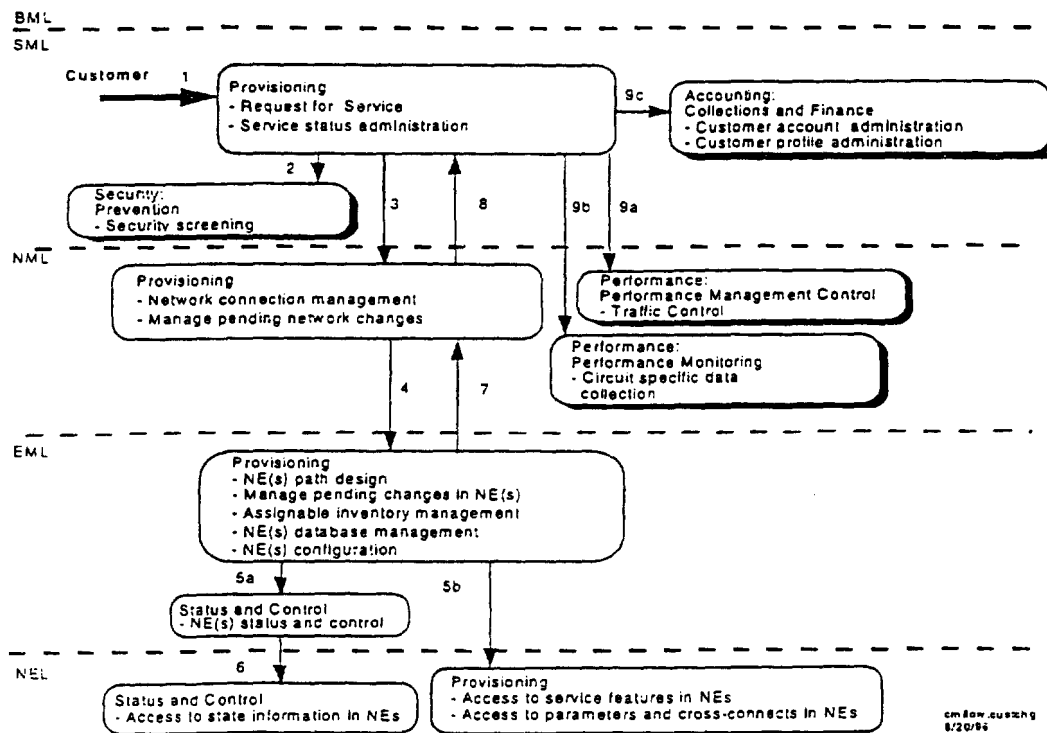 BML
SML
Customer 1
Provisioning
- Request for Service
- Service status administration
9c
Accounting:
Collections and Finance
- Customer account administration
- Customer profile administration
2
Security:
Prevention
- Security screening
3
8
9b
9a
NML
Provisioning
- Network connection management
- Manage pending network changes
Performance:
Performance Management Control
- Traffic Control
Performance:
Performance Monitoring
- Circuit specific data
collection
4
7
EML
Provisioning
- NE(s) path design
- Manage pending changes in NE(s)
- Assignable inventory management
- NE(s) database management
- NE(s) configuration
5a
5b
Status and Control
- NE(s) status and control
NEL
6
Status and Control
- Access to state information in NEs
Provisioning
- Access to service features in NEs
- Access to parameters and cross-connects in NEs